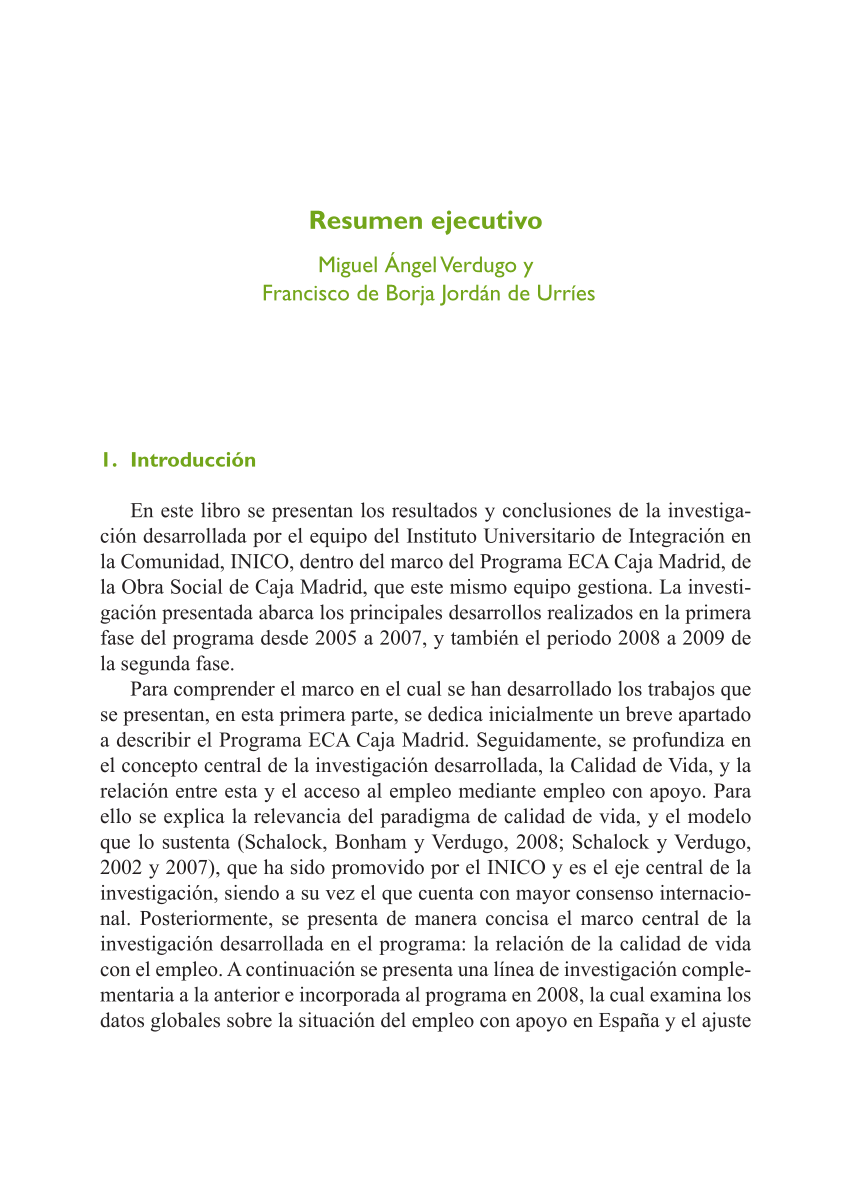 Resumen ejecutivo
Miguel Ángel Verdugo y
Francisco de Borja Jordán de Urríes
1. Introducción
En este libro se presentan los resultados y conclusiones de la investiga-
ción desarrollada por el equipo del Instituto Universitario de Integración en
la Comunidad, INICO, dentro del marco del Programa ECA Caja Madrid, de
la Obra Social de Caja Madrid, que este mismo equipo gestiona. La investi-
gación presentada abarca los principales desarrollos realizados en la primera
fase del programa desde 2005 a 2007, y también el periodo 2008 a 2009 de
la segunda fase.
Para comprender el marco en el cual se han desarrollado los trabajos que
se presentan, en esta primera parte, se dedica inicialmente un breve apartado
a describir el Programa ECA Caja Madrid. Seguidamente, se profundiza en
el concepto central de la investigación desarrollada, la Calidad de Vida, y la
relación entre esta y el acceso al empleo mediante empleo con apoyo. Para
ello se explica la relevancia del paradigma de calidad de vida, y el modelo
que lo sustenta (Schalock, Bonham y Verdugo, 2008; Schalock y Verdugo,
2002 y 2007), que ha sido promovido por el INICO y es el eje central de la
investigación, siendo a su vez el que cuenta con mayor consenso internacio-
nal. Posteriormente, se presenta de manera concisa el marco central de la
investigación desarrollada en el programa: la relación de la calidad de vida
con el empleo. A continuación se presenta una línea de investigación comple-
mentaria a la anterior e incorporada al programa en 2008, la cual examina los
datos globales sobre la situación del empleo con apoyo en España y el ajuste